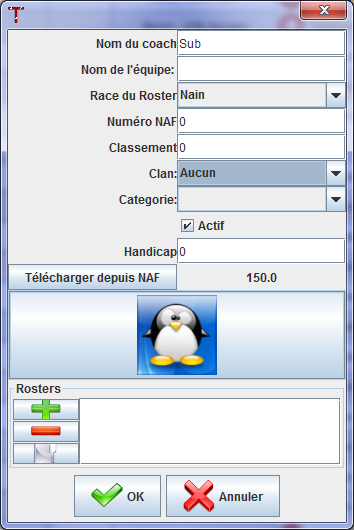 T
Nom du coach Sub
Nom de l'équipe:
Race du Roster Nain
Numéro NAF 0
Classement 0
Clan: Aucun
Categorie:
Actif
Handicap 0
Télécharger depuis NAF 150.0
Rosters
OK Annuler